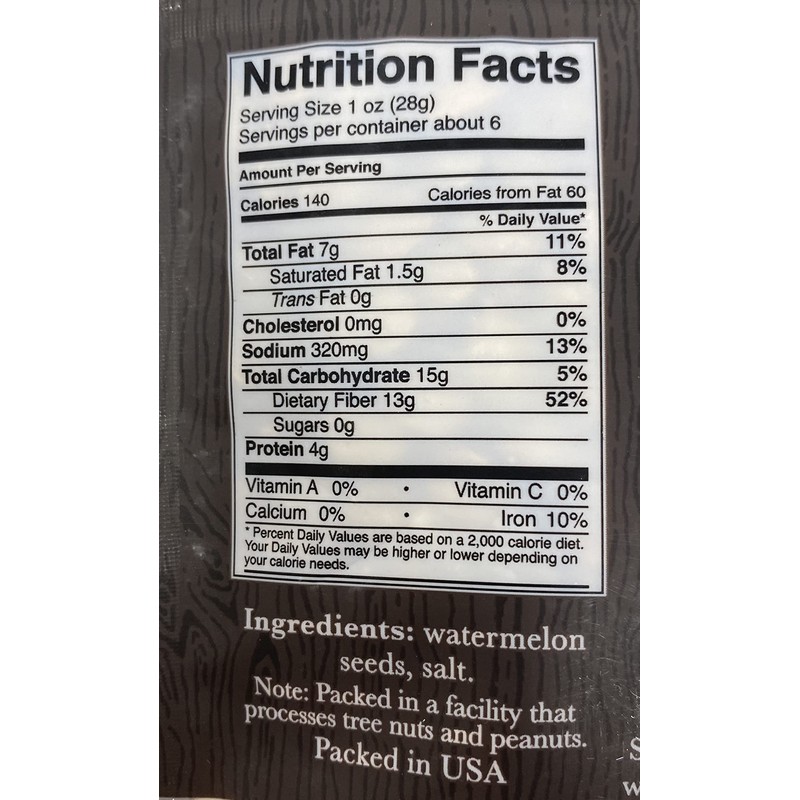 Nutrition Facts
Serving Size 1 oz (28g)
Servings per container about 6
Amount Per Serving
Calories 140 Calories from Fat 60
% Daily Value*
Total Fat 7g 11%
Saturated Fat 1.5g 8%
Trans Fat 0g
Cholesterol 0mg 0%
Sodium 320mg 13%
Total Carbohydrate 15g 5%
Dietary Fiber 13g 52%
Sugars 0g
Protein 4g
Vitamin A 0% • Vitamin C 0%
Calcium 0% • Iron 10%
* Percent Daily Values are based on a 2,000 calorie diet.
Your Daily Values may be higher or lower depending on
your calorie needs.
Ingredients: watermelon
seeds, salt.
Note: Packed in a facility that
processes tree nuts and peanuts.
Packed in USA